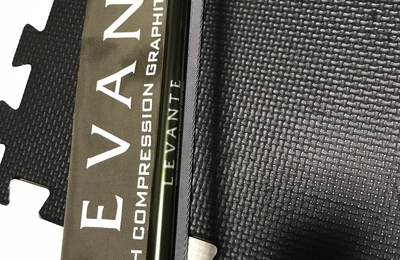 EVAN
H COMPRESSION GRAPHIT
LEVANTE